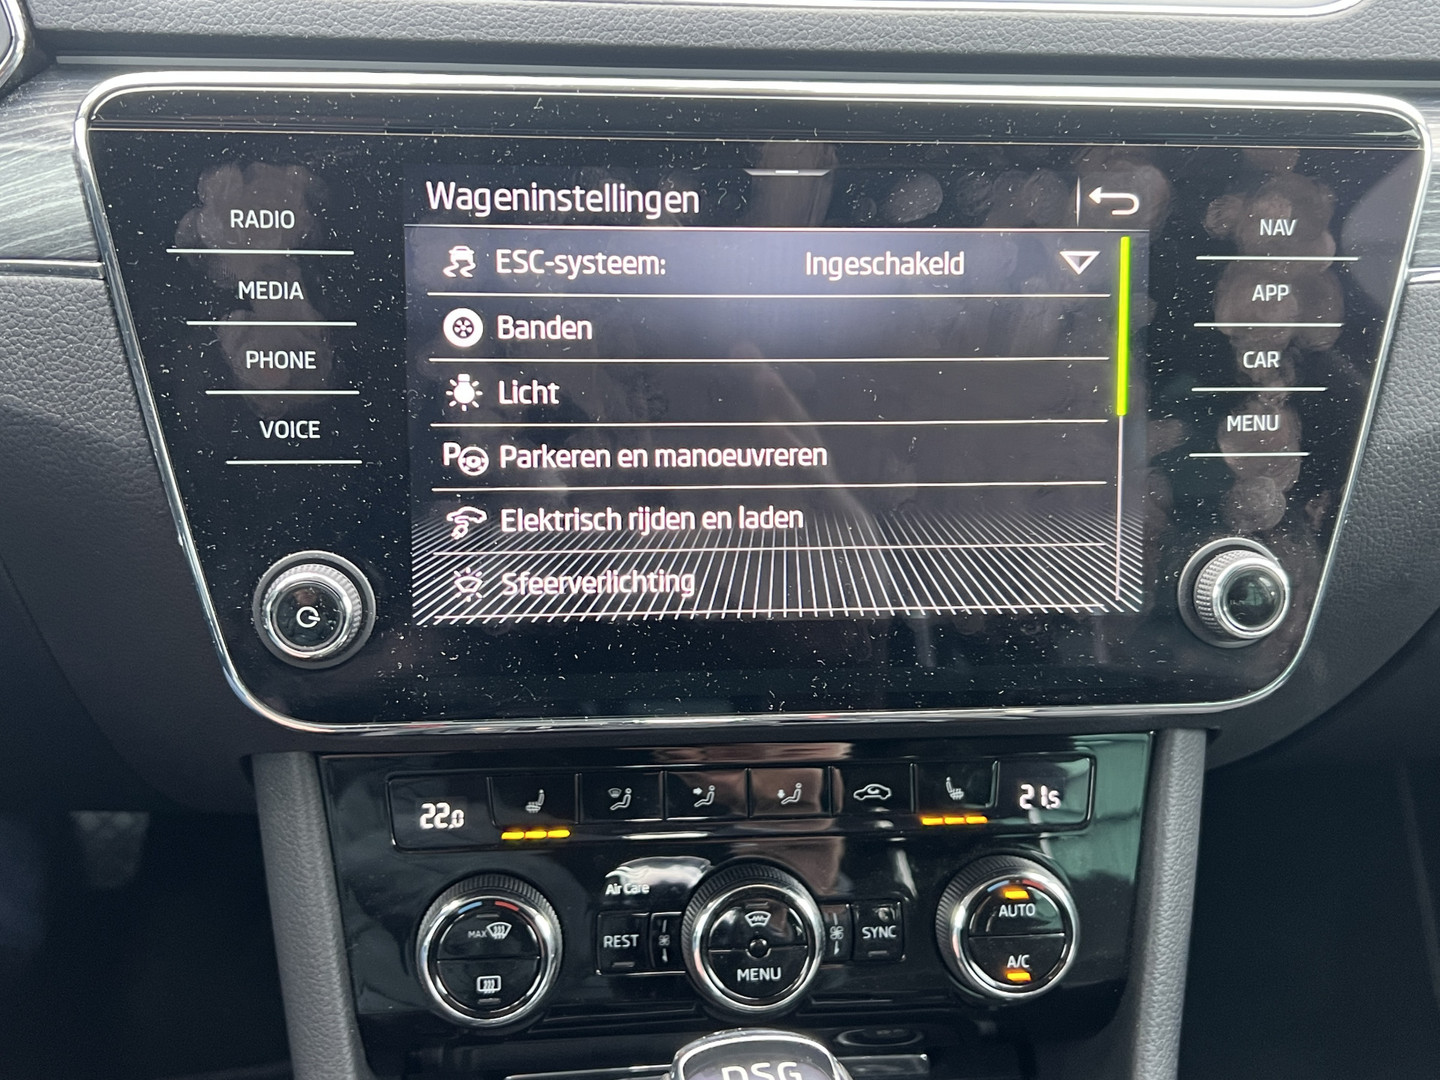 RADIO
MEDIA
PHONE
VOICE
Wageninstellingen
ESC-systeem: Ingeschakeld
Banden
Licht
P Parkeren en manoeuvreren
Elektrisch rijden en laden
Sfeerverlichting
NAV
APP
CAR
MENU
22.0
21.5
Air Care
MAX
REST
MENU
SYNC
AUTO
A/C
DSG